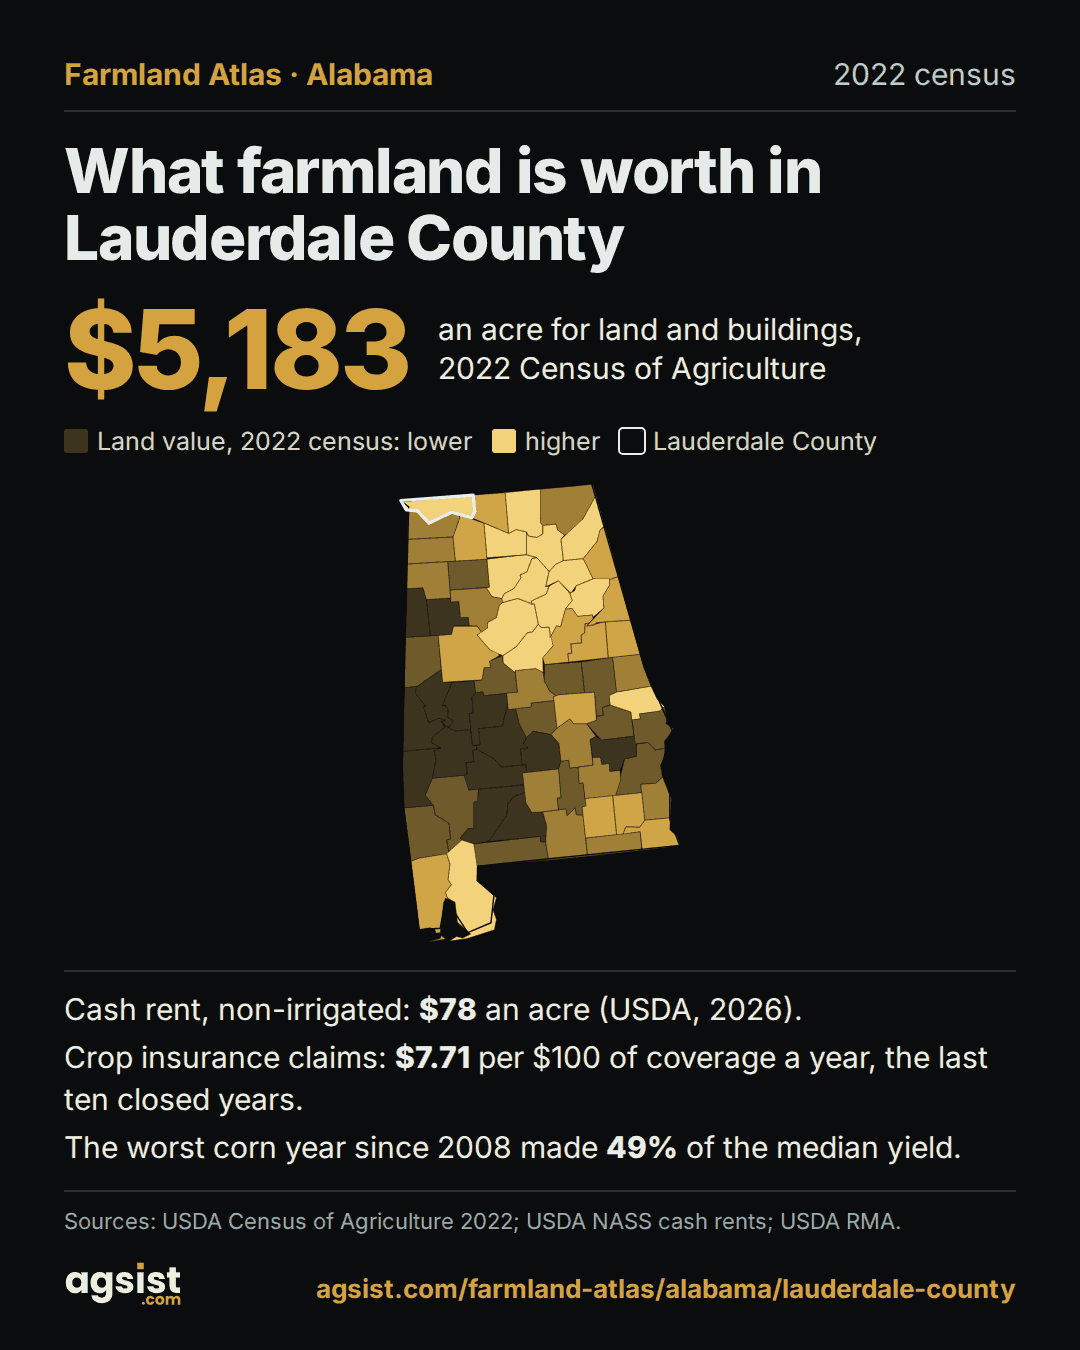 Farmland Atlas · Alabama
2022 census
What farmland is worth in
Lauderdale County
$5,183
an acre for land and buildings,
2022 Census of Agriculture
Land value, 2022 census: lower
higher
Lauderdale County
Cash rent, non-irrigated: $78 an acre (USDA, 2026).
Crop insurance claims: $7.71 per $100 of coverage a year, the last
ten closed years.
The worst corn year since 2008 made 49% of the median yield.
Sources: USDA Census of Agriculture 2022; USDA NASS cash rents; USDA RMA.
agsist
.com
agsist.com/farmland-atlas/alabama/lauderdale-county